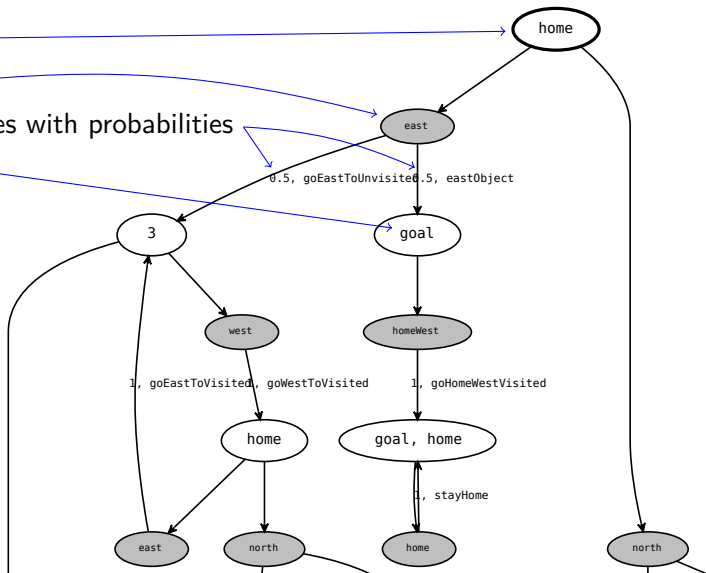 home
es with probabilities
east
0.5, goEastToUnvisited
0.5, eastObject
3
goal
west
homeWest
1, goEastToVisited
1, goWestToVisited
1, goHomeWestVisited
home
goal, home
1, stayHome
east
north
home
north